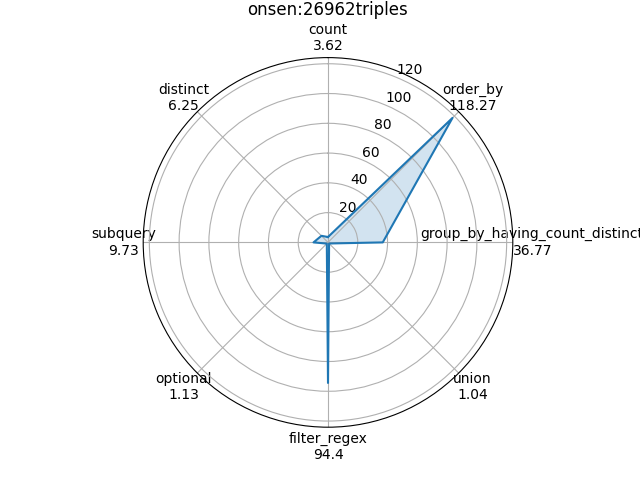 onsen:26962triples
count
3.62
120
distinct
6.25
100
order_by
118.27
80
60
40
20
subquery
9.73
group_by_having_count_distinct
36.77
optional
1.13
union
1.04
filter_regex
94.4